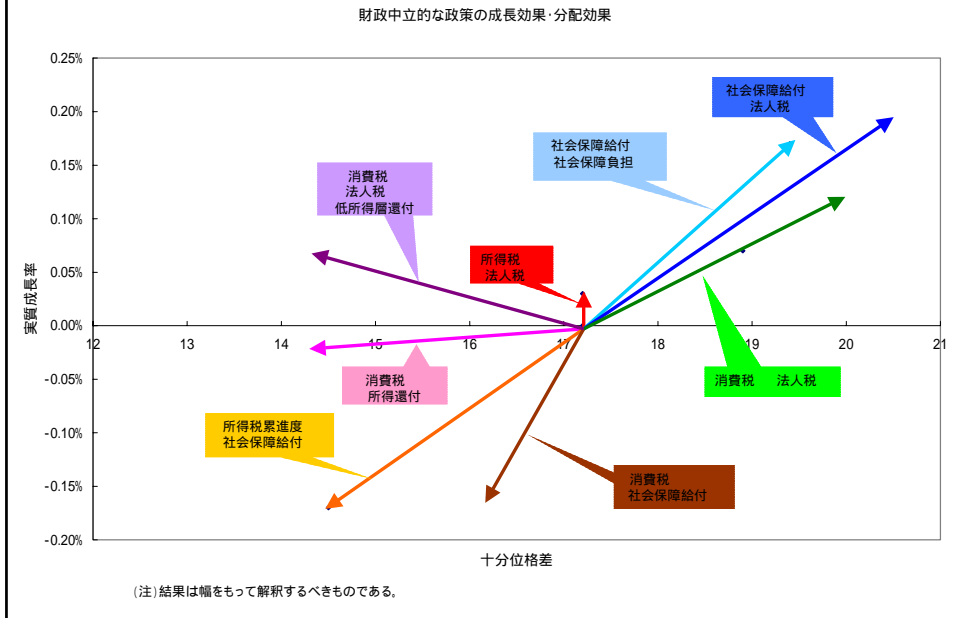 財政中立的な政策の成長効果・分配効果
0.25%
0.20%
0.15%
0.10%
0.05%
0.00%
-0.05%
-0.10%
-0.15%
-0.20%
実質成長率
12
13
14
15
16
17
18
19
20
21
十分位格差
社会保障給付
法人税
社会保障給付
社会保障負担
消費税
法人税
低所得層還付
所得税
法人税
消費税
所得還付
消費税 法人税
所得税累進度
社会保障給付
消費税
社会保障給付
(注)結果は幅をもって解釈するべきものである。